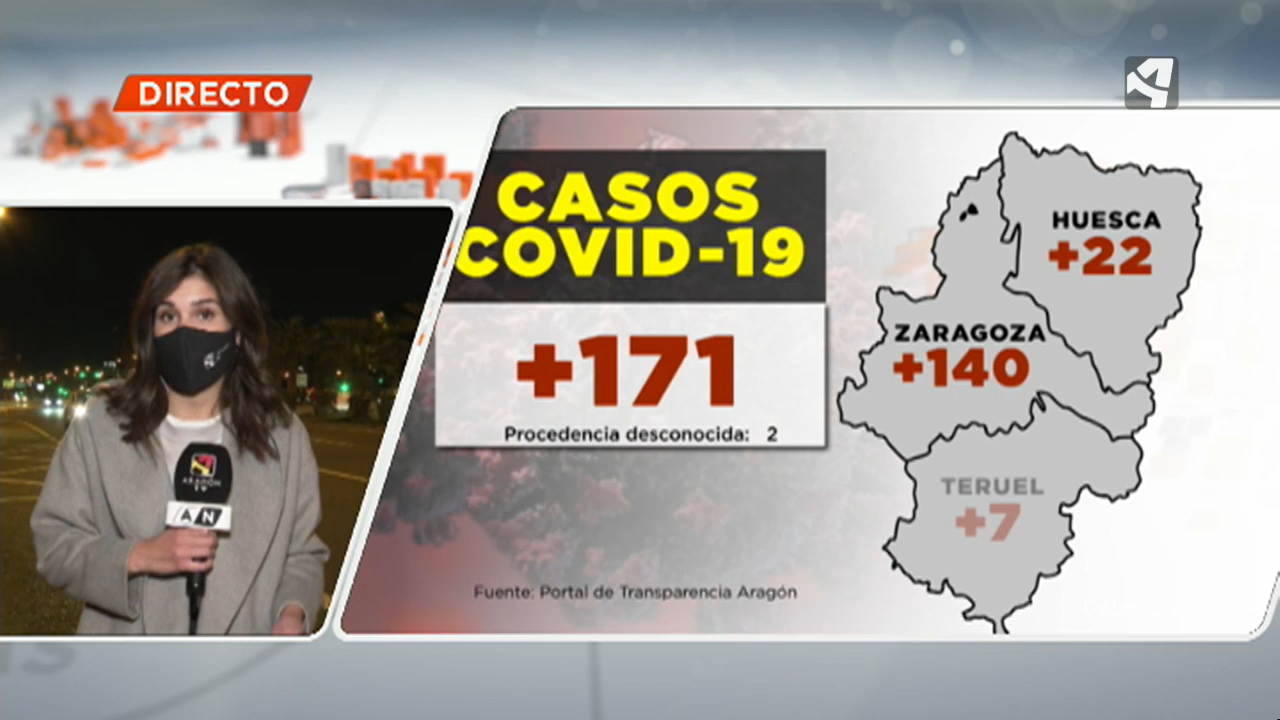 DIRECTO
CASOS
COVID-19
+171
Procedencia desconocida: 2
HUESCA
+22
ZARAGOZA
+140
TERUEL
+7
Fuente: Portal de Transparencia Aragón
ARAGÓN
TV
AN